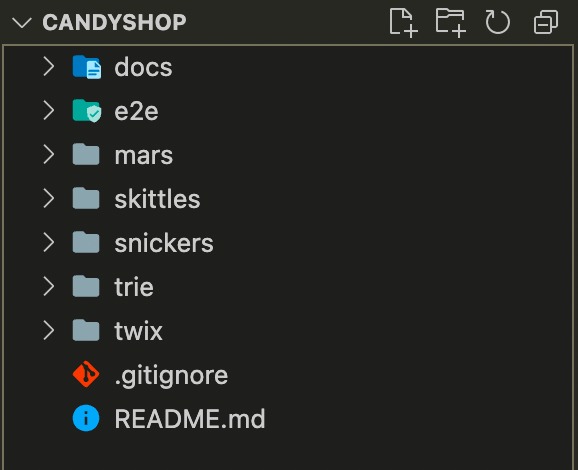 CANDYSHOP
docs
e2e
mars
skittles
snickers
trie
twix
.gitignore
README.md